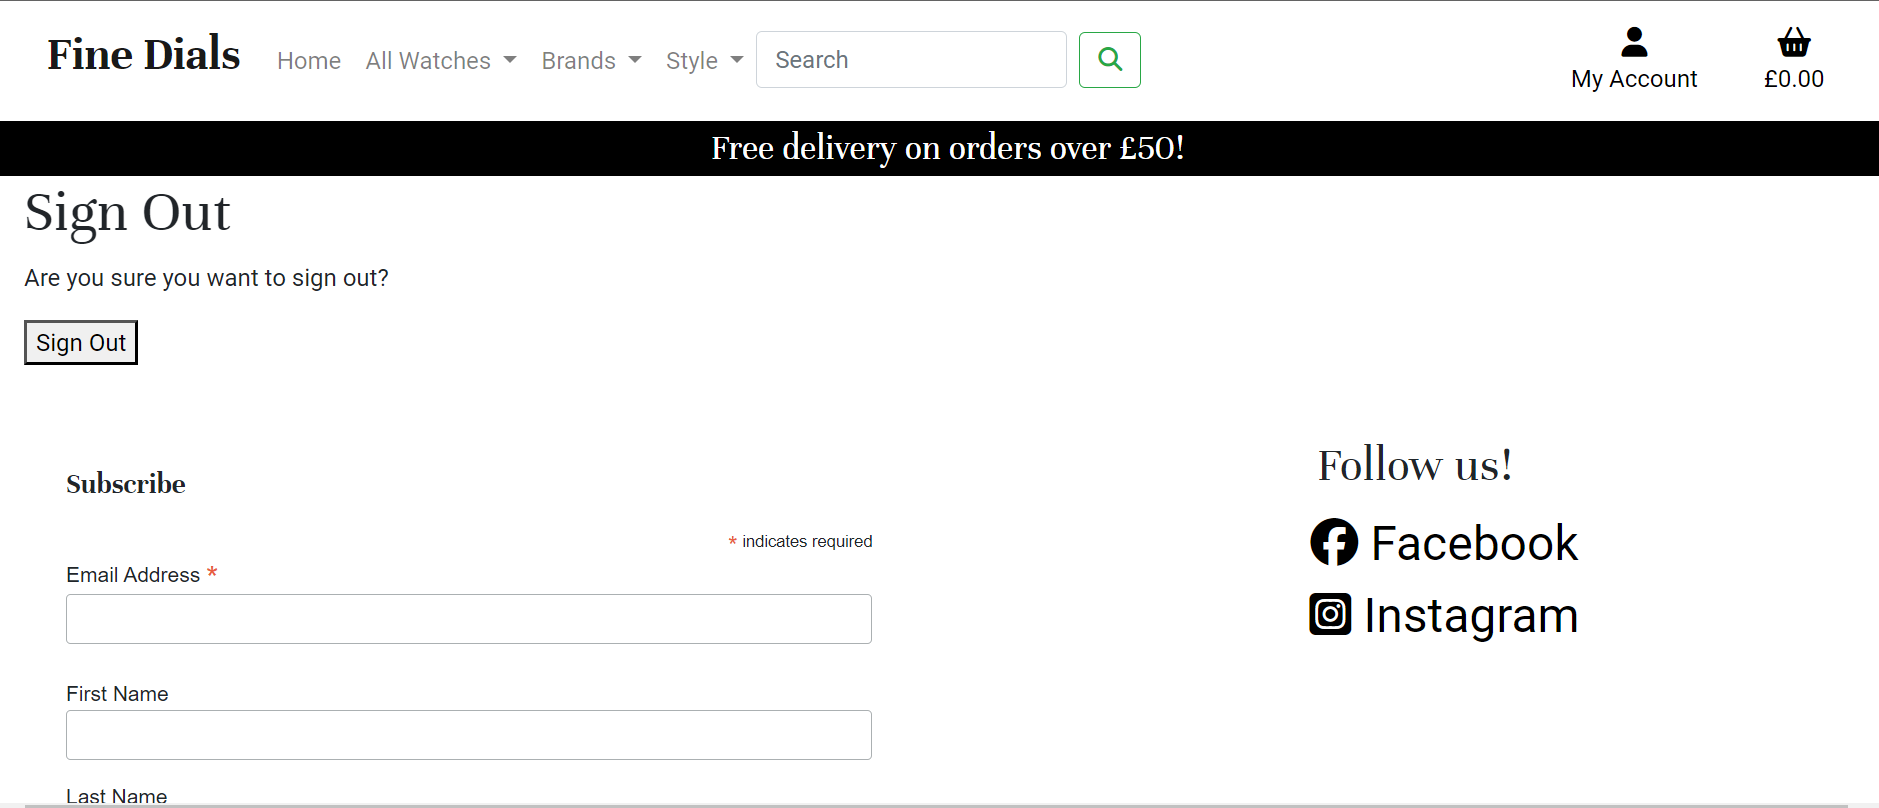 Fine Dials Home All Watches Brands Style Search My Account £0.00
Free delivery on orders over £50!
Sign Out
Are you sure you want to sign out?
Sign Out
Subscribe
* indicates required
Email Address *
First Name
Last Name
Follow us!
Facebook
Instagram